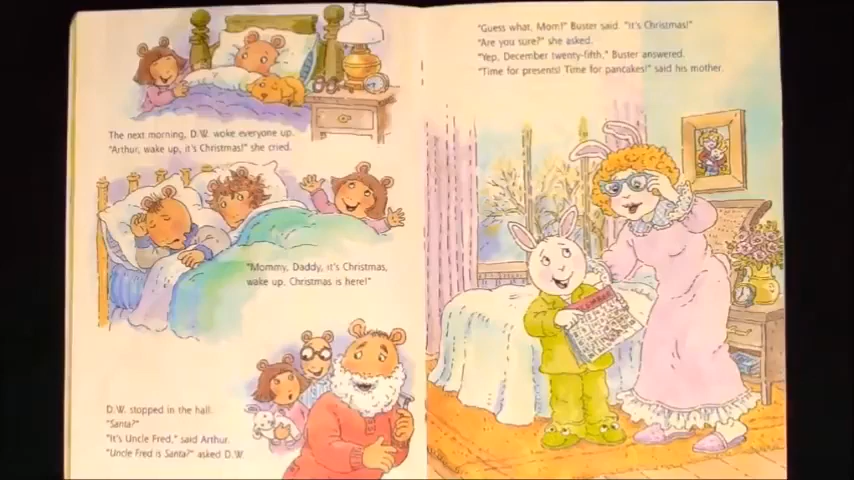 The next morning, D.W. woke everyone up.
"Arthur, wake up, it's Christmas!" she cried.
"Mommy, Daddy, it's Christmas,
wake up. Christmas is here!"
D.W. stopped in the hall.
"Santa?"
"It's Uncle Fred," said Arthur.
"Uncle Fred is Santa?" asked D.W
"Guess what, Mom!" Buster said. "It's Christmas!"
"Are you sure?" she asked.
"Yep, December twenty-fifth," Buster answered.
"Time for presents! Time for pancakes!" said his mother.